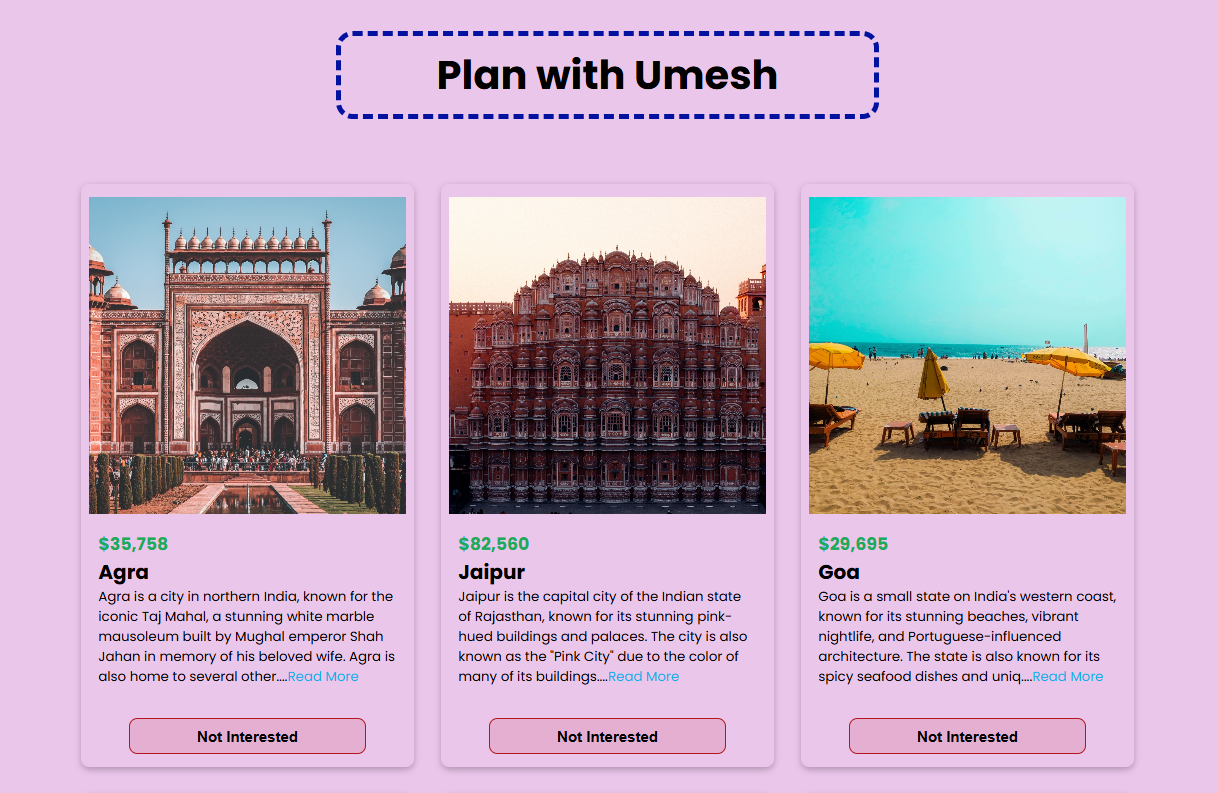 Plan with Umesh
$35,758
Agra
Agra is a city in northern India, known for the
iconic Taj Mahal, a stunning white marble
mausoleum built by Mughal emperor Shah
Jahan in memory of his beloved wife. Agra is
also home to several other....Read More
Not Interested
$82,560
Jaipur
Jaipur is the capital city of the Indian state
of Rajasthan, known for its stunning pink-
hued buildings and palaces. The city is also
known as the "Pink City" due to the color of
many of its buildings....Read More
Not Interested
$29,695
Goa
Goa is a small state on India's western coast,
known for its stunning beaches, vibrant
nightlife, and Portuguese-influenced
architecture. The state is also known for its
spicy seafood dishes and uniq....Read More
Not Interested